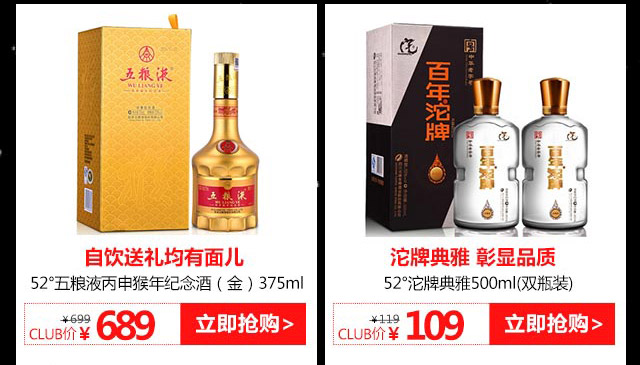 五粮液
WU LIANG YE
五粮液
自饮送礼均有面儿
52°五粮液丙申猴年纪念酒（金）375ml
¥699
CLUB价¥689
立即抢购>
百年沱牌
沱牌典雅 彰显品质
52°沱牌典雅500ml(双瓶装)
¥119
CLUB价¥109
立即抢购>